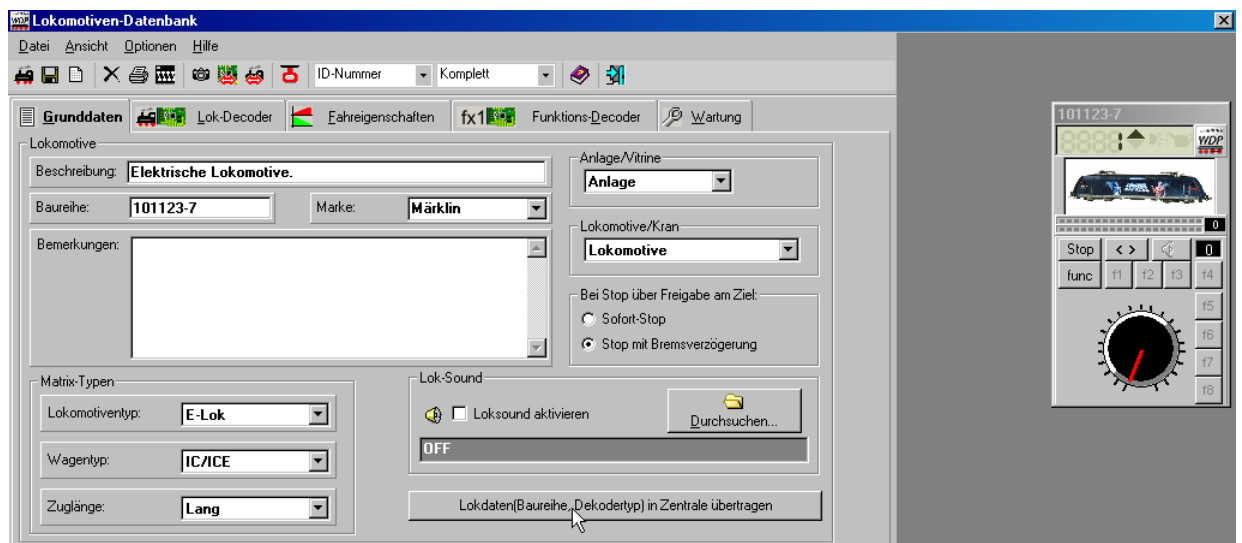 Lokomotiven-Datenbank
Datei Ansicht Optionen Hilfe
ID-Nummer Komplett
Grunddaten Lok-Decoder Fahreigenschaften fx1 Funktions-Decoder Wartung
Lokomotive
Beschreibung: Elektrische Lokomotive.
Baureihe: 101123-7 Marke: Märklin
Bemerkungen:
Anlage/Vitrine
Anlage
Lokomotive/Kran
Lokomotive
Bei Stop über Freigabe am Ziel:
Sofort-Stop
Stop mit Bremsverzögerung
Matrix-Typen
Lokomotiventyp: E-Lok
Wagentyp: IC/ICE
Zuglänge: Lang
Lok-Sound
Loksound aktivieren
Durchsuchen...
OFF
Lokdaten(Baureihe, Dekodertyp) in Zentrale übertragen
101123-7
WDP
0
Stop < > 0
func f1 f2 f3 f4
f5
f6
f7
f8